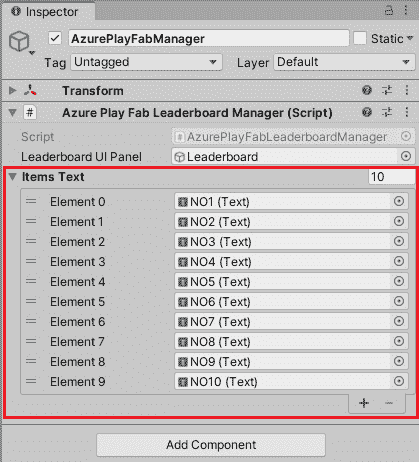 Inspector
AzurePlayFabManager Static
Tag Untagged Layer Default
Transform
# Azure Play Fab Leaderboard Manager (Script)
Script # AzurePlayFabLeaderboardManager
Leaderboard UI Panel Leaderboard
Items Text 10
Element 0 NO1 (Text)
Element 1 NO2 (Text)
Element 2 NO3 (Text)
Element 3 NO4 (Text)
Element 4 NO5 (Text)
Element 5 NO6 (Text)
Element 6 NO7 (Text)
Element 7 NO8 (Text)
Element 8 NO9 (Text)
Element 9 NO10 (Text)
+ −
Add Component